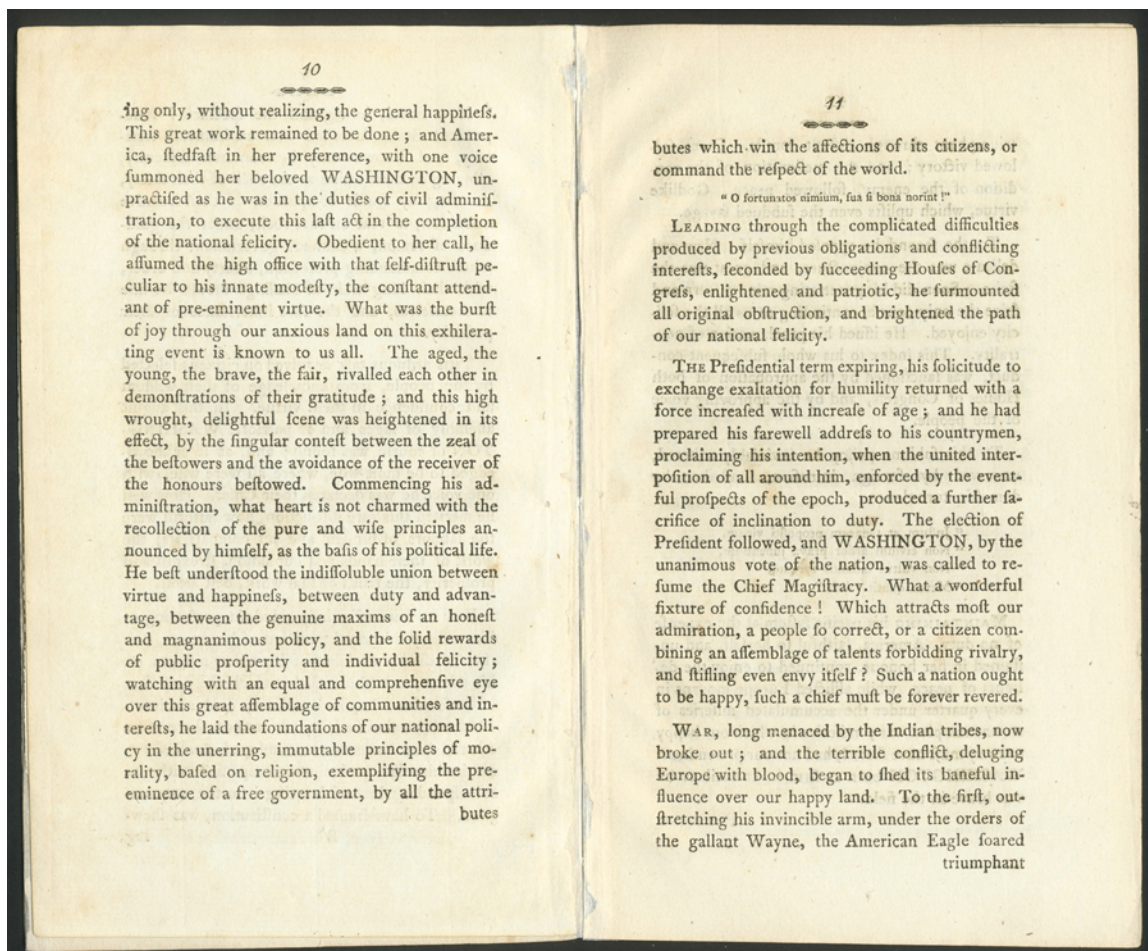 10
ing only, without realizing, the general happineſs.
This great work remained to be done ; and Amer-
ica, ſtedfaſt in her preference, with one voice
ſummoned her beloved WASHINGTON, un-
practiſed as he was in the duties of civil adminiſ-
tration, to execute this laſt act in the completion
of the national felicity. Obedient to her call, he
aſſumed the high office with that ſelf-diſtruſt pe-
culiar to his innate modeſty, the conſtant attend-
ant of pre-eminent virtue. What was the burſt
of joy through our anxious land on this exhilera-
ting event is known to us all. The aged, the
young, the brave, the fair, rivalled each other in
demonſtrations of their gratitude ; and this high
wrought, delightful ſcene was heightened in its
effect, by the ſingular conteſt between the zeal of
the beſtowers and the avoidance of the receiver of
the honours beſtowed. Commencing his ad-
miniſtration, what heart is not charmed with the
recollection of the pure and wiſe principles an-
nounced by himſelf, as the baſis of his political life.
He beſt underſtood the indiſſoluble union between
virtue and happineſs, between duty and advan-
tage, between the genuine maxims of an honeſt
and magnanimous policy, and the ſolid rewards
of public proſperity and individual felicity ;
watching with an equal and comprehenſive eye
over this great aſſemblage of communities and in-
tereſts, he laid the foundations of our national poli-
cy in the unerring, immutable principles of mo-
rality, baſed on religion, exemplifying the pre-
eminence of a free government, by all the attri-
butes
11
butes which win the affections of its citizens, or
command the reſpect of the world.
" O fortunatos nimium, ſua ſi bona norint !"
LEADING through the complicated difficulties
produced by previous obligations and conflicting
intereſts, ſeconded by ſucceeding Houſes of Con-
greſs, enlightened and patriotic, he ſurmounted
all original obſtruction, and brightened the path
of our national felicity.
THE Preſidential term expiring, his ſolicitude to
exchange exaltation for humility returned with a
force increaſed with increaſe of age ; and he had
prepared his farewell addreſs to his countrymen,
proclaiming his intention, when the united inter-
poſition of all around him, enforced by the event-
ful proſpects of the epoch, produced a further ſa-
crifice of inclination to duty. The election of
Preſident followed, and WASHINGTON, by the
unanimous vote of the nation, was called to re-
ſume the Chief Magiſtracy. What a wonderful
fixture of confidence ! Which attracts moſt our
admiration, a people ſo correct, or a citizen com-
bining an aſſemblage of talents forbidding rivalry,
and ſtifling even envy itſelf ? Such a nation ought
to be happy, ſuch a chief muſt be forever revered.
WAR, long menaced by the Indian tribes, now
broke out ; and the terrible conflict, deluging
Europe with blood, began to ſhed its baneful in-
fluence over our happy land. To the firſt, out-
ſtretching his invincible arm, under the orders of
the gallant Wayne, the American Eagle ſoared
triumphant